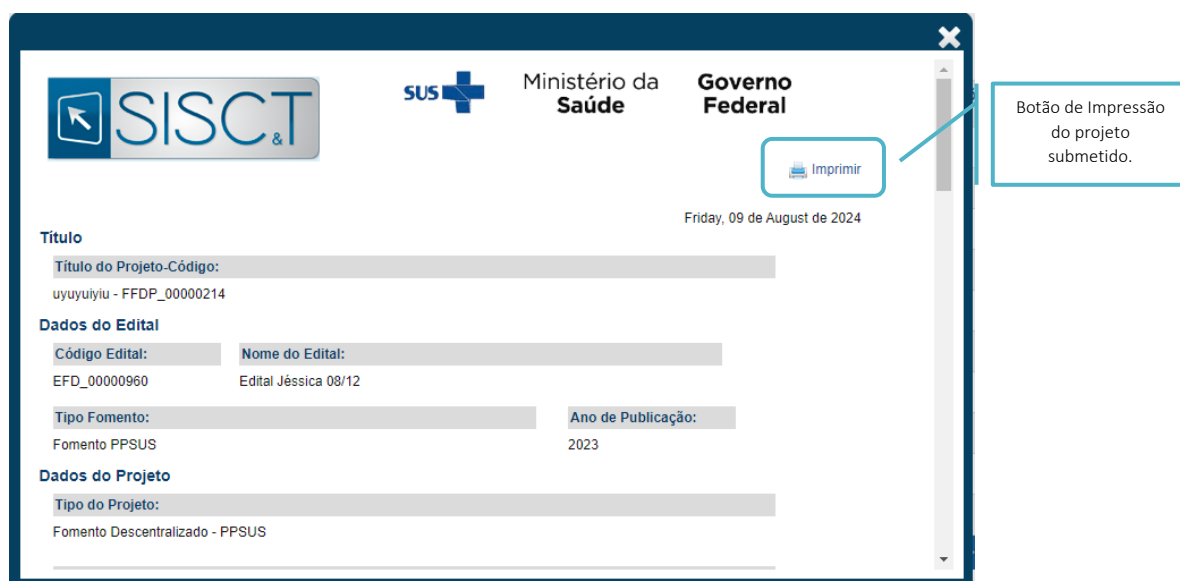 SISC&T
SUS
Ministério da
Saúde
Governo
Federal
Imprimir
Botão de Impressão
do projeto
submetido.
Friday, 09 de August de 2024
Título
Título do Projeto-Código:
uyuyuiyiu - FFDP_00000214
Dados do Edital
Código Edital: Nome do Edital:
EFD_00000960 Edital Jéssica 08/12
Tipo Fomento: Ano de Publicação:
Fomento PPSUS 2023
Dados do Projeto
Tipo do Projeto:
Fomento Descentralizado - PPSUS